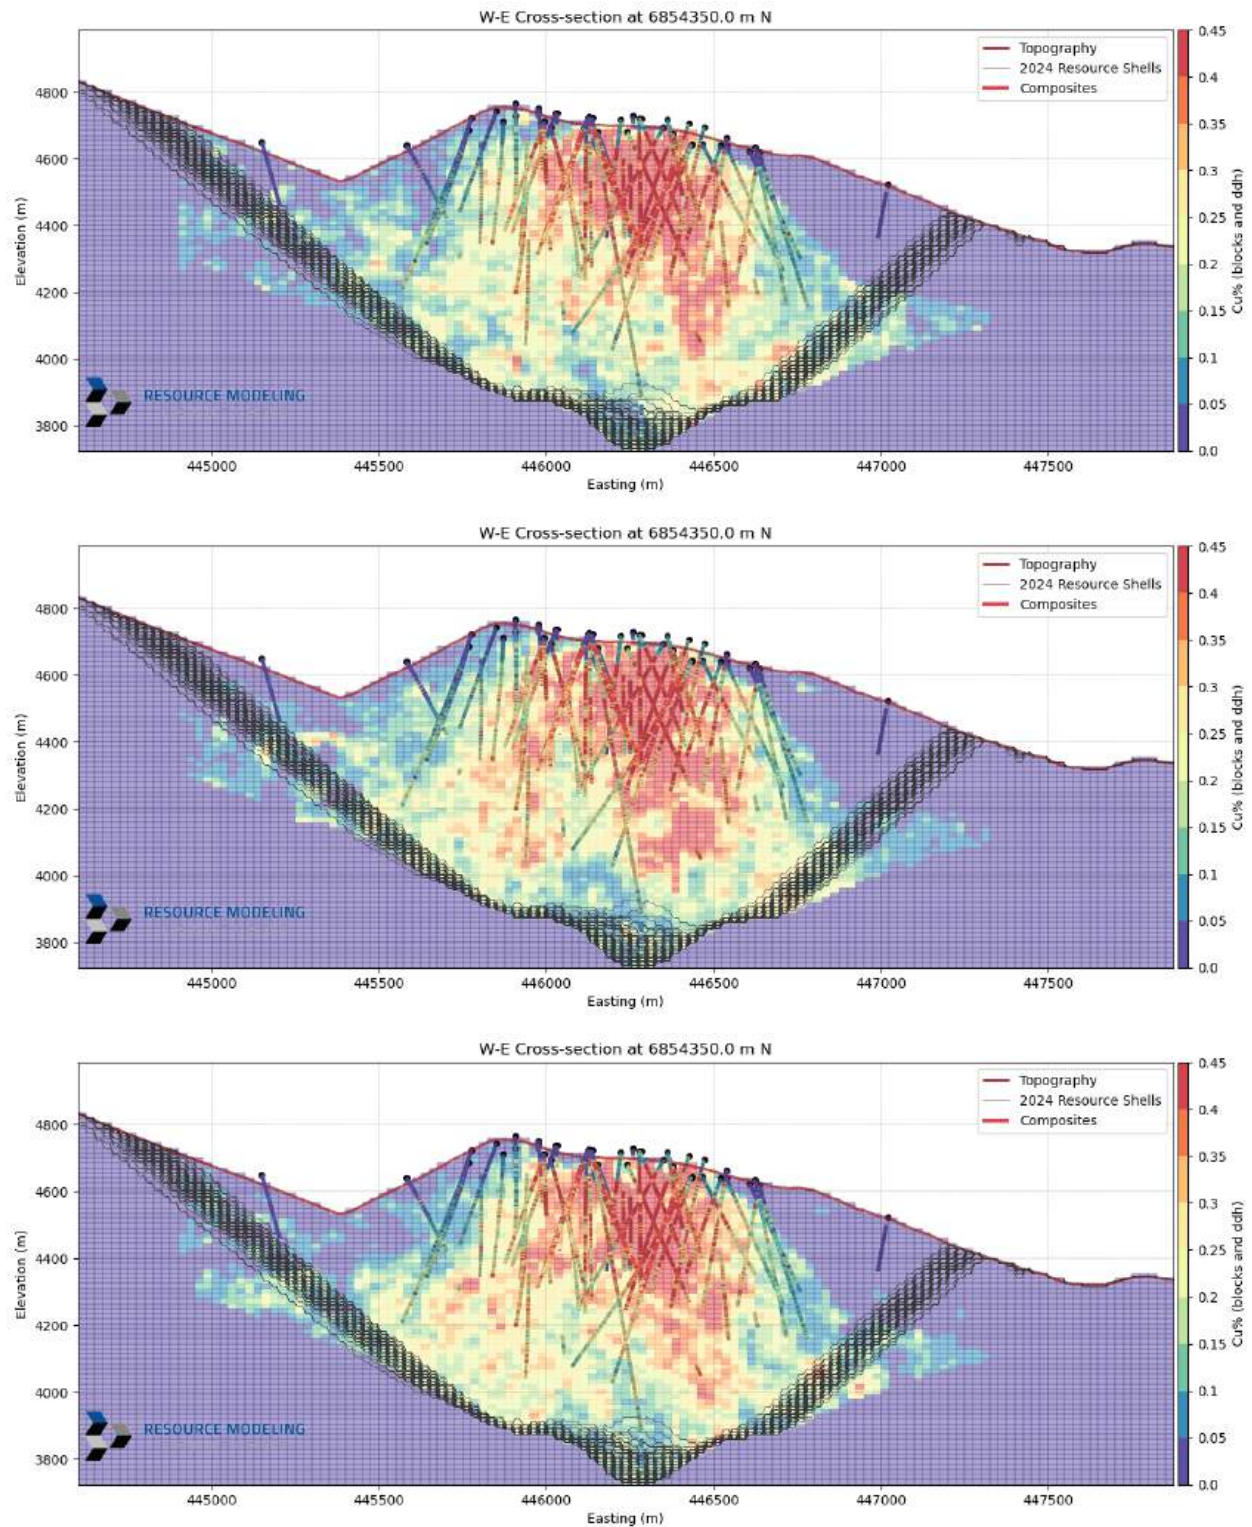 W-E Cross-section at 6854350.0 m N
Topography
2024 Resource Shells
Composites
Elevation (m)
4800
4600
4400
4200
4000
3800
RESOURCE MODELING
445000 445500 446000 446500 447000 447500
Easting (m)
0.45
0.4
0.35
0.3
0.25
0.2
0.15
0.1
0.05
0.0
Cu% (blocks and ddh)
W-E Cross-section at 6854350.0 m N
Topography
2024 Resource Shells
Composites
Elevation (m)
4800
4600
4400
4200
4000
3800
RESOURCE MODELING
445000 445500 446000 446500 447000 447500
Easting (m)
0.45
0.4
0.35
0.3
0.25
0.2
0.15
0.1
0.05
0.0
Cu% (blocks and ddh)
W-E Cross-section at 6854350.0 m N
Topography
2024 Resource Shells
Composites
Elevation (m)
4800
4600
4400
4200
4000
3800
RESOURCE MODELING
445000 445500 446000 446500 447000 447500
Easting (m)
0.45
0.4
0.35
0.3
0.25
0.2
0.15
0.1
0.05
0.0
Cu% (blocks and ddh)